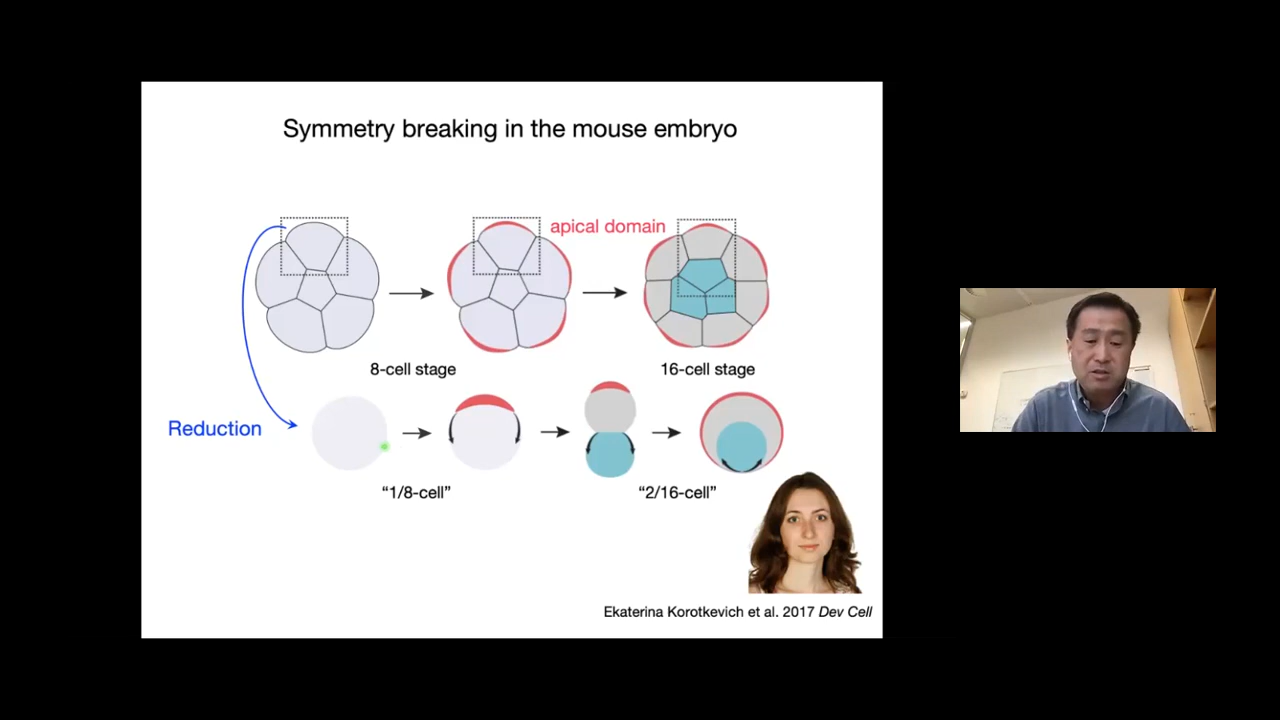 Symmetry breaking in the mouse embryo
apical domain
8-cell stage
16-cell stage
Reduction
“1/8-cell”
“2/16-cell”
Ekaterina Korotkevich et al. 2017 Dev Cell